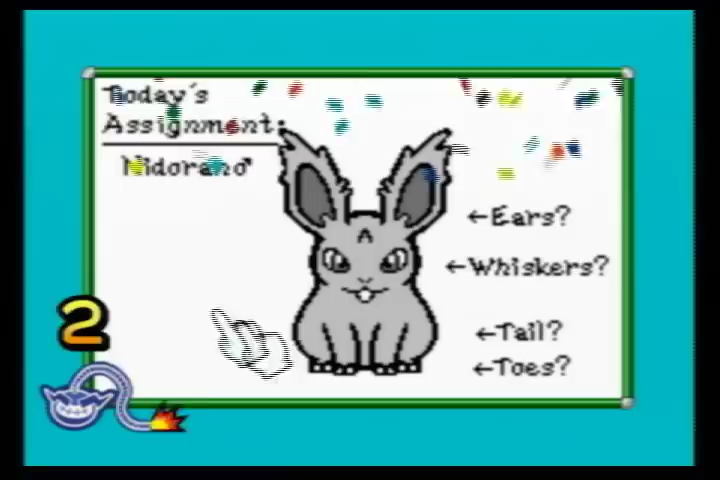 Today's
Assignment:
Nidoran♂
←Ears?
←Whiskers?
←Tail?
←Toes?
2